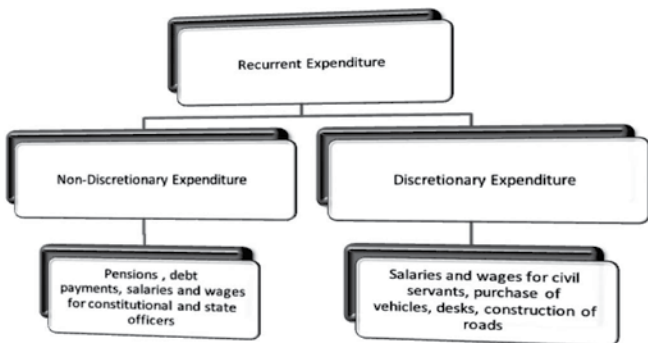 Recurrent Expenditure
Non-Discretionary Expenditure
Discretionary Expenditure
Pensions , debt
payments, salaries and wages
for constitutional and state
officers
Salaries and wages for civil
servants, purchase of
vehicles, desks, construction of
roads